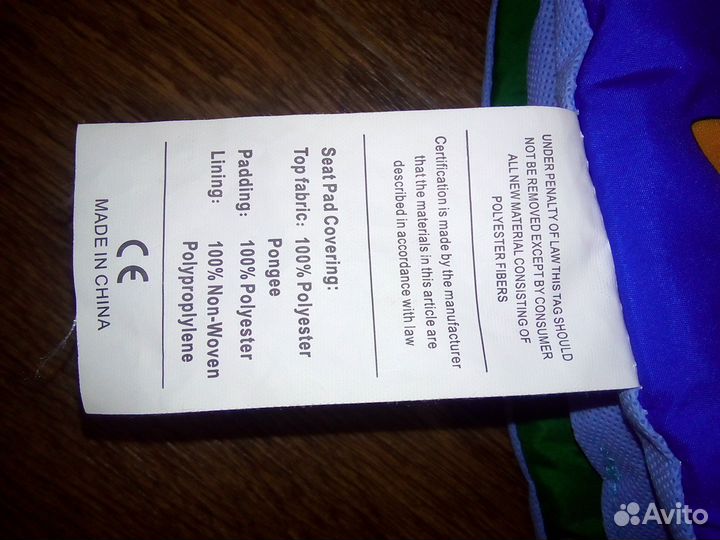 UNDER PENALTY OF LAW THIS TAG SHOULD
NOT BE REMOVED EXCEPT BY CONSUMER
ALL NEW MATERIAL CONSISTING OF
POLYESTER FIBERS
Certification is made by the manufacturer
that the materials in this article are
described in accordance with law
Seat Pad Covering:
Top fabric: 100% Polyester
Pongee
Padding: 100% Polyester
Lining: 100% Non-Woven
Polyproplylene
CE
MADE IN CHINA
Avito